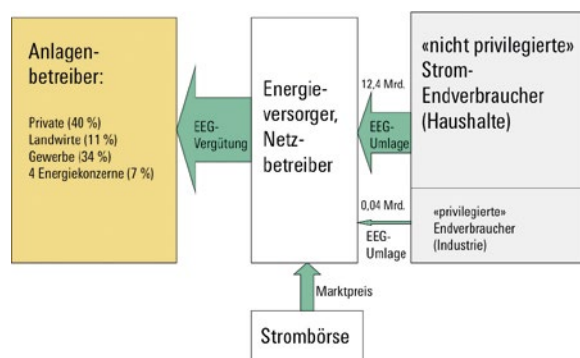 Anlagen-
betreiber:
Private (40 %)
Landwirte (11 %)
Gewerbe (34 %)
4 Energiekonzerne (7 %)
EEG-
Vergütung
Energie-
versorger,
Netz-
betreiber
12,4 Mrd.
EEG-
Umlage
0,04 Mrd.
EEG-
Umlage
«nicht privilegierte»
Strom-
Endverbraucher
(Haushalte)
«privilegierte»
Endverbraucher
(Industrie)
Marktpreis
Strombörse